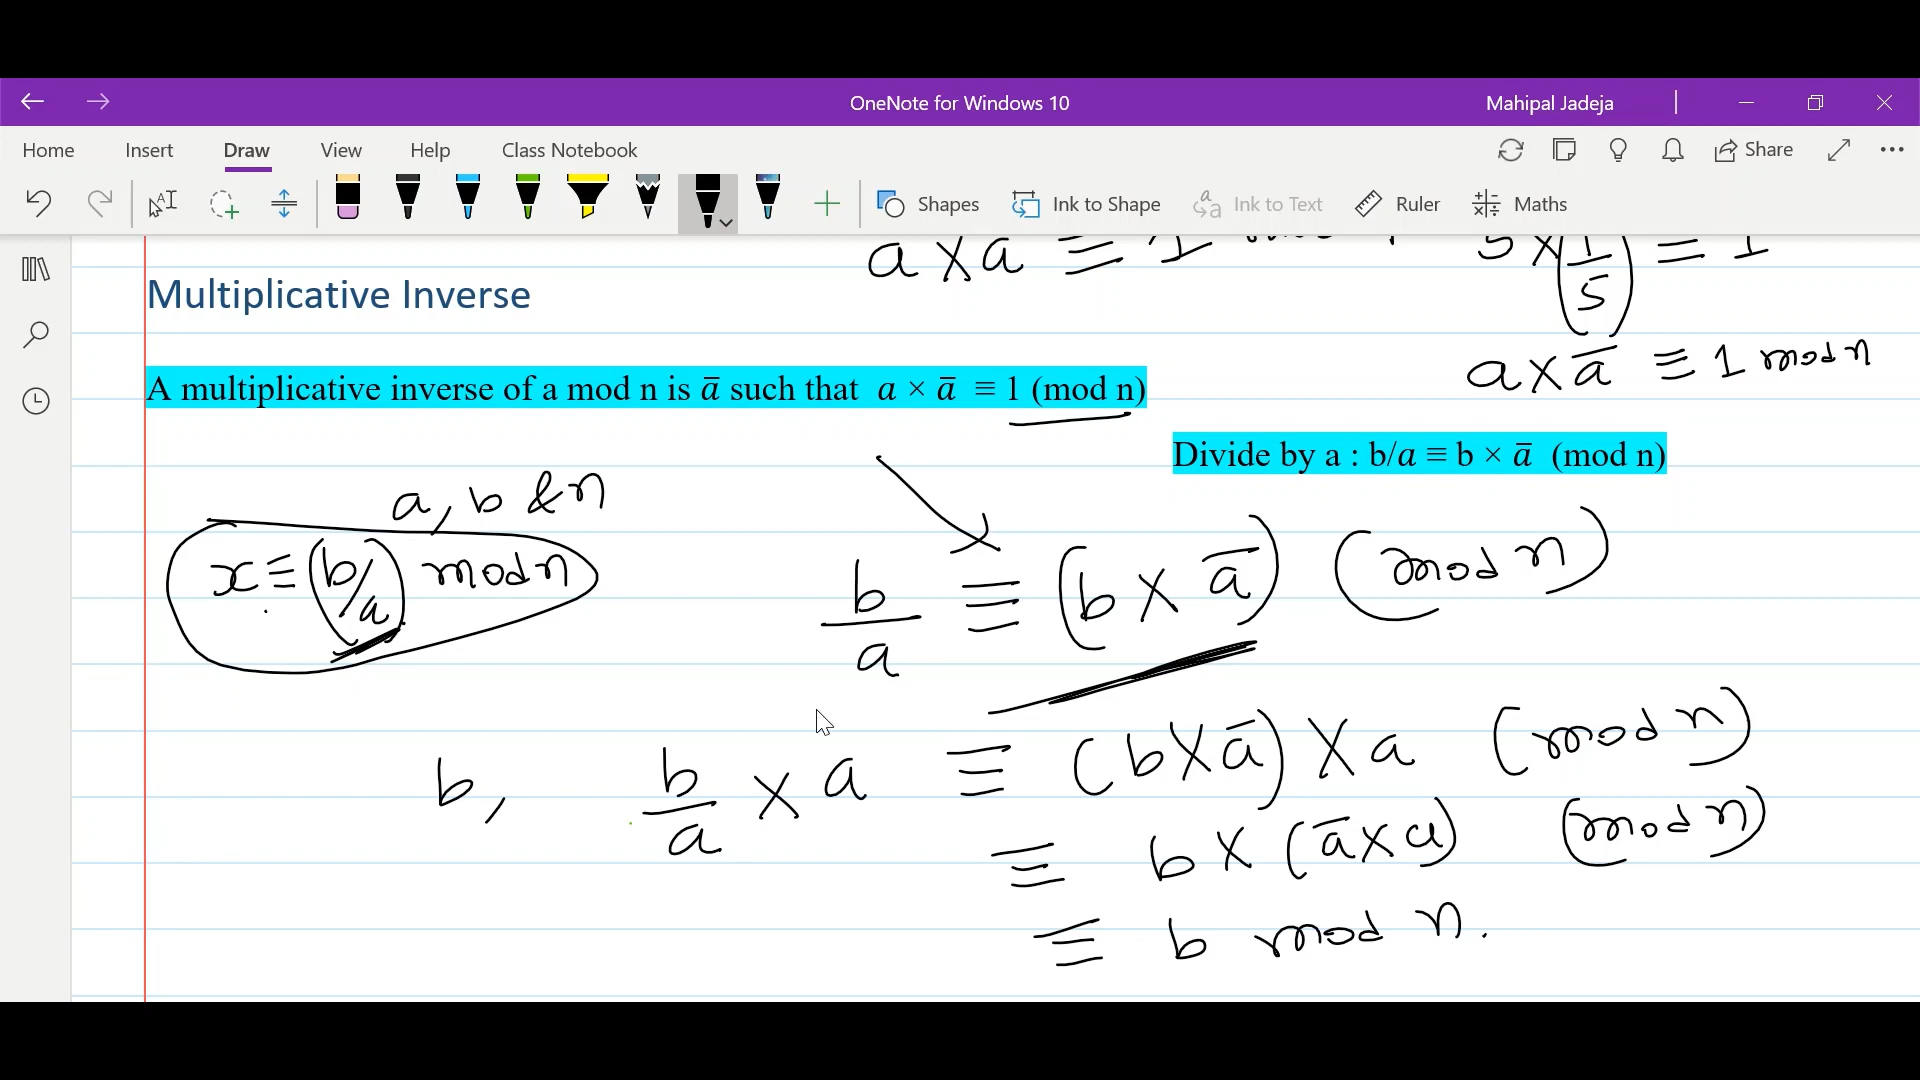 OneNote for Windows 10
Mahipal Jadeja
Home Insert Draw View Help Class Notebook
Share
Shapes Ink to Shape Ink to Text Ruler Maths
a × a ≡ 1
5 × (1/5) ≡ 1
Multiplicative Inverse
a × a̅ ≡ 1 mod n
A multiplicative inverse of a mod n is a̅ such that a × a̅ ≡ 1 (mod n)
Divide by a : b/a ≡ b × a̅ (mod n)
a, b & n
x ≡ (b/a) mod n
b/a ≡ (b × a̅) (mod n)
b, b/a × a ≡ (b × a̅) × a (mod n)
≡ b × (a̅ × a) (mod n)
≡ b mod n.